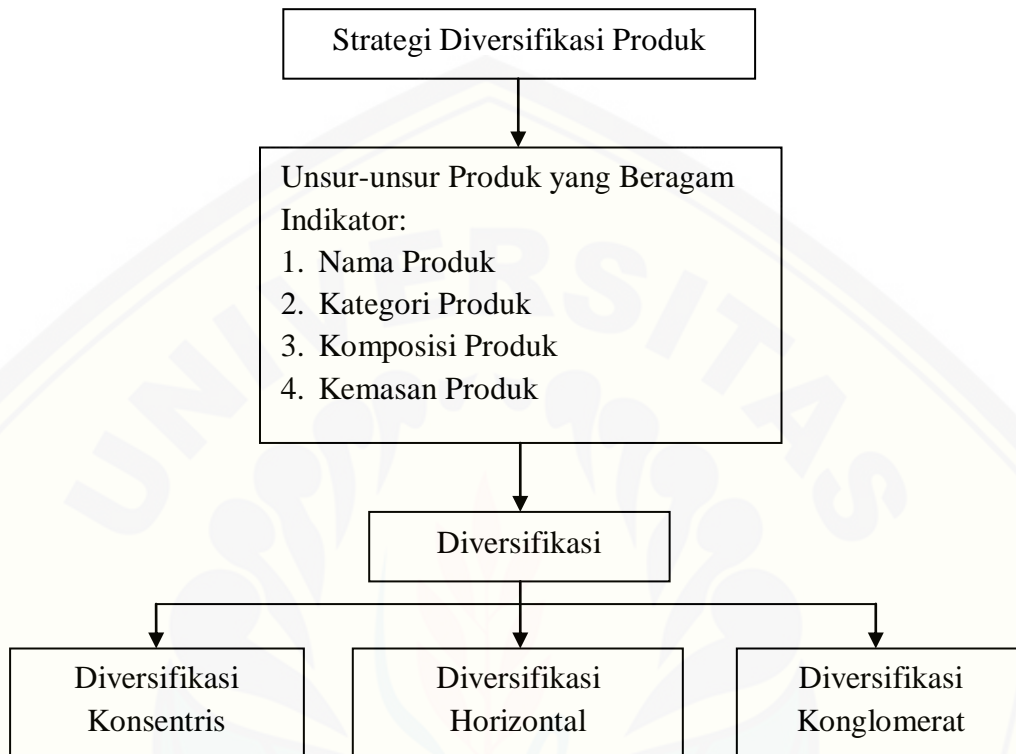 Strategi Diversifikasi Produk
Unsur-unsur Produk yang Beragam
Indikator:
1. Nama Produk
2. Kategori Produk
3. Komposisi Produk
4. Kemasan Produk
UNIVERSITAS
Diversifikasi
Diversifikasi
Konsentris
Diversifikasi
Horizontal
Diversifikasi
Konglomerat